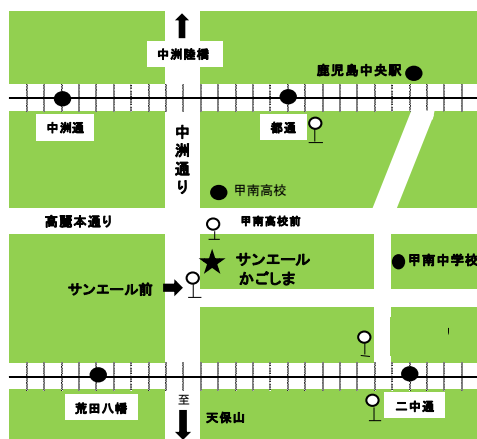 中洲陸橋
鹿児島中央駅
中洲通
都通
中洲通り
甲南高校
高麗本通り
甲南高校前
サンエール
かごしま
甲南中学校
サンエール前
荒田八幡
至
天保山
二中通